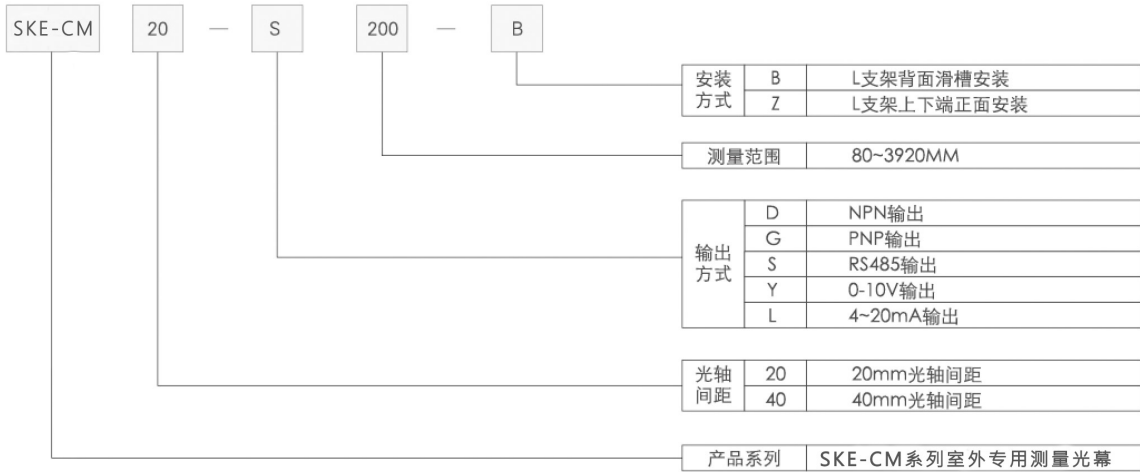 SKE-CM 20 — S 200 — B
安装方式 B L支架背面滑槽安装
Z L支架上下端正面安装
测量范围 80~3920MM
输出方式 D NPN输出
G PNP输出
S RS485输出
Y 0-10V输出
L 4~20mA输出
光轴间距 20 20mm光轴间距
40 40mm光轴间距
产品系列 SKE-CM系列室外专用测量光幕